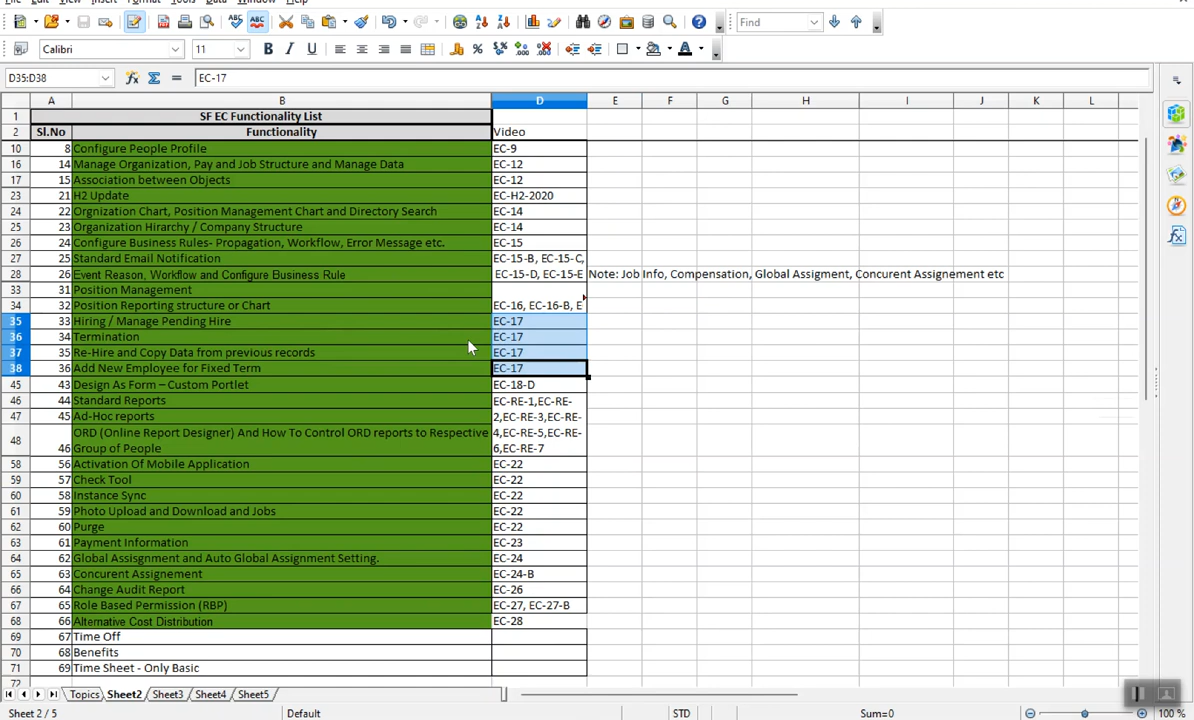 Insert Format Styles Tools Data Window Help
Calibri 11 Find
D35:D38 EC-17
A B D E F G H I J K L
1 SF EC Functionality List
2 Sl.No Functionality Video
10 8 Configure People Profile EC-9
16 14 Manage Organization, Pay and Job Structure and Manage Data EC-12
17 15 Association between Objects EC-12
23 21 H2 Update EC-H2-2020
24 22 Orgnization Chart, Position Management Chart and Directory Search EC-14
25 23 Organization Hirarchy / Company Structure EC-14
26 24 Configure Business Rules- Propagation, Workflow, Error Message etc. EC-15
27 25 Standard Email Notification EC-15-B, EC-15-C,
28 26 Event Reason, Workflow and Configure Business Rule EC-15-D, EC-15-E Note: Job Info, Compensation, Global Assigment, Concurent Assignement etc
33 31 Position Management
34 32 Position Reporting structure or Chart EC-16, EC-16-B, E
35 33 Hiring / Manage Pending Hire EC-17
36 34 Termination EC-17
37 35 Re-Hire and Copy Data from previous records EC-17
38 36 Add New Employee for Fixed Term EC-17
45 43 Design As Form – Custom Portlet EC-18-D
46 44 Standard Reports EC-RE-1,EC-RE-
47 45 Ad-Hoc reports 2,EC-RE-3,EC-RE-
48 ORD (Online Report Designer) And How To Control ORD reports to Respective 4,EC-RE-5,EC-RE-
46 Group of People 6,EC-RE-7
58 56 Activation Of Mobile Application EC-22
59 57 Check Tool EC-22
60 58 Instance Sync EC-22
61 59 Photo Upload and Download and Jobs EC-22
62 60 Purge EC-22
63 61 Payment Information EC-23
64 62 Global Assisgnment and Auto Global Assignment Setting. EC-24
65 63 Concurent Assignement EC-24-B
66 64 Change Audit Report EC-26
67 65 Role Based Permission (RBP) EC-27, EC-27-B
68 66 Alternative Cost Distribution EC-28
69 67 Time Off
70 68 Benefits
71 69 Time Sheet - Only Basic
72
Topics Sheet2 Sheet3 Sheet4 Sheet5
Sheet 2 / 5 Default STD Sum=0 100 %